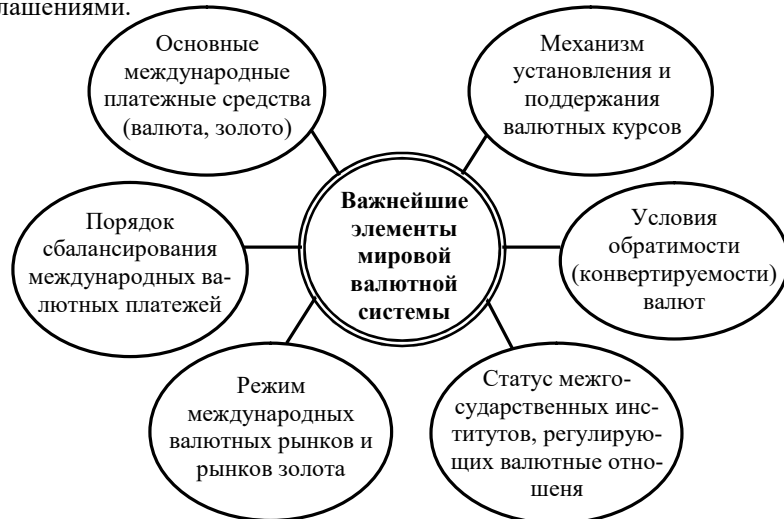 лашениями.
Основные
международные
платежные средства
(валюта, золото)
Механизм
установления и
поддержания
валютных курсов
Важнейшие
элементы
мировой
валютной
системы
Порядок
сбалансирования
международных ва-
лютных платежей
Условия
обратимости
(конвертируемости)
валют
Режим
международных
валютных рынков и
рынков золота
Статус межго-
сударственных инс-
титутов, регулирую-
щих валютные отно-
шеня